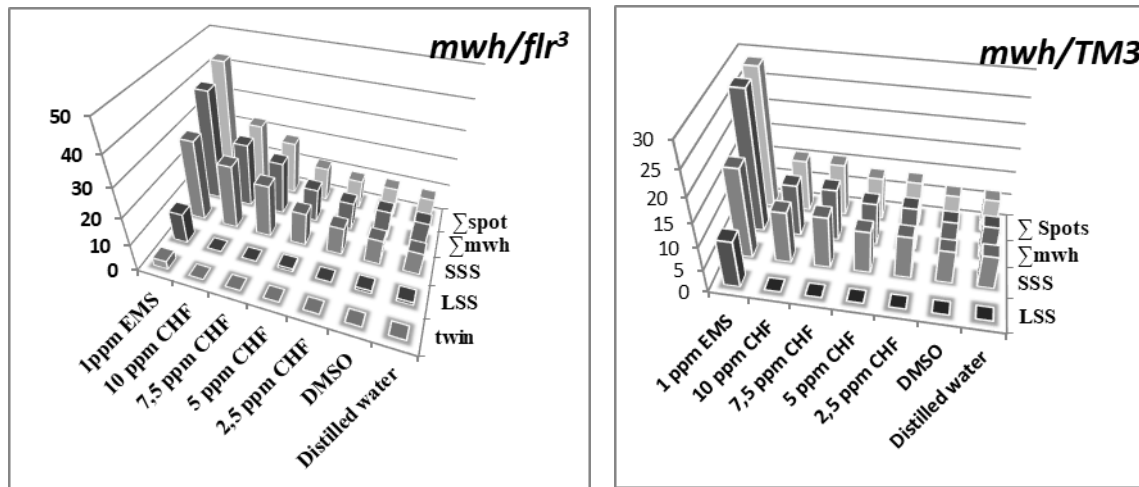 mwh/flr³
50
40
30
20
10
0
∑spot
∑mwh
SSS
LSS
twin
1ppm EMS
10 ppm CHF
7,5 ppm CHF
5 ppm CHF
2,5 ppm CHF
DMSO
Distilled water
mwh/TM3
30
25
20
15
10
5
0
∑ Spots
∑mwh
SSS
LSS
1 ppm EMS
10 ppm CHF
7,5 ppm CHF
5 ppm CHF
2,5 ppm CHF
DMSO
Distilled water